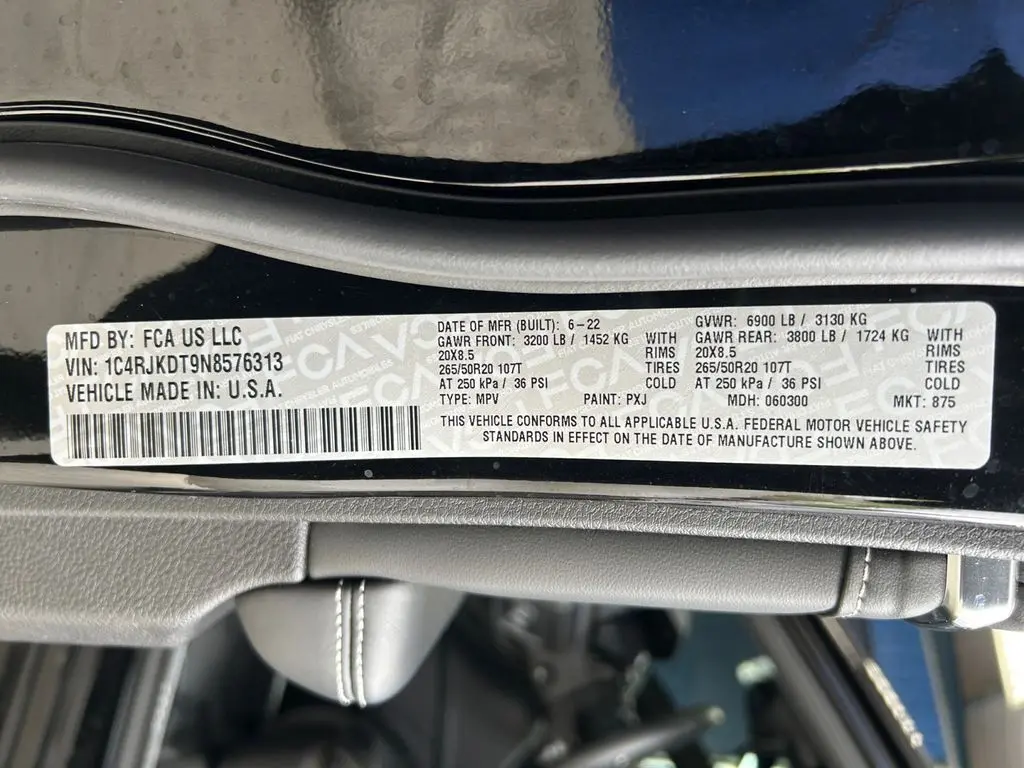 MFD BY: FCA US LLC
VIN: 1C4RJKDT9N8576313
VEHICLE MADE IN: U.S.A.
DATE OF MFR (BUILT): 6-22
GAWR FRONT: 3200 LB / 1452 KG WITH
20X8.5 RIMS
265/50R20 107T TIRES
AT 250 kPa / 36 PSI COLD
TYPE: MPV PAINT: PXJ
GVWR: 6900 LB / 3130 KG
GAWR REAR: 3800 LB / 1724 KG WITH
20X8.5 RIMS
265/50R20 107T TIRES
AT 250 kPa / 36 PSI COLD
MDH: 060300 MKT: 875
THIS VEHICLE CONFORMS TO ALL APPLICABLE U.S.A. FEDERAL MOTOR VEHICLE SAFETY
STANDARDS IN EFFECT ON THE DATE OF MANUFACTURE SHOWN ABOVE.